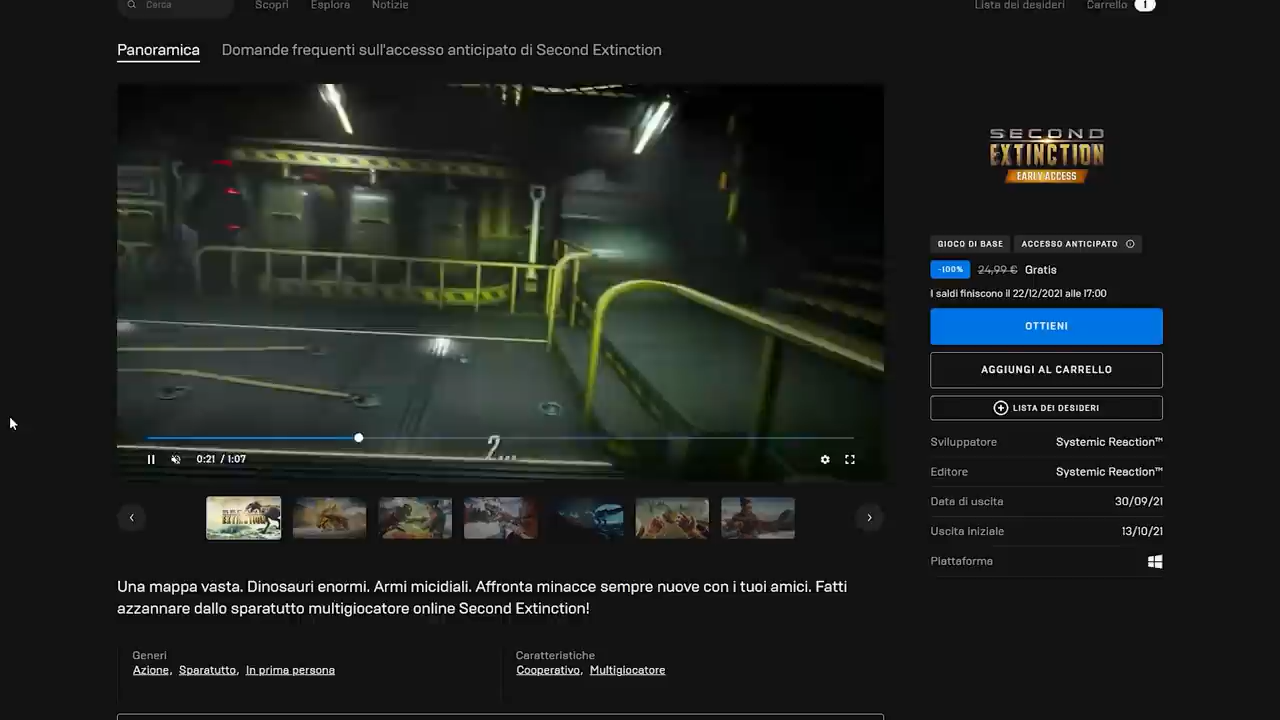 Cerca
Scopri
Esplora
Notizie
Lista dei desideri
Carrello
1
Panoramica
Domande frequenti sull'accesso anticipato di Second Extinction
SECOND
EXTINCTION
EARLY ACCESS
GIOCO DI BASE
ACCESSO ANTICIPATO
-100%
24,99 €
Gratis
I saldi finiscono il 22/12/2021 alle 17:00
OTTIENI
AGGIUNGI AL CARRELLO
LISTA DEI DESIDERI
Sviluppatore
Systemic Reaction™
Editore
Systemic Reaction™
Data di uscita
30/09/21
Uscita iniziale
13/10/21
Piattaforma
0:21 / 1:07
Una mappa vasta. Dinosauri enormi. Armi micidiali. Affronta minacce sempre nuove con i tuoi amici. Fatti
azzannare dallo sparatutto multigiocatore online Second Extinction!
Generi
Azione, Sparatutto, In prima persona
Caratteristiche
Cooperativo, Multigiocatore